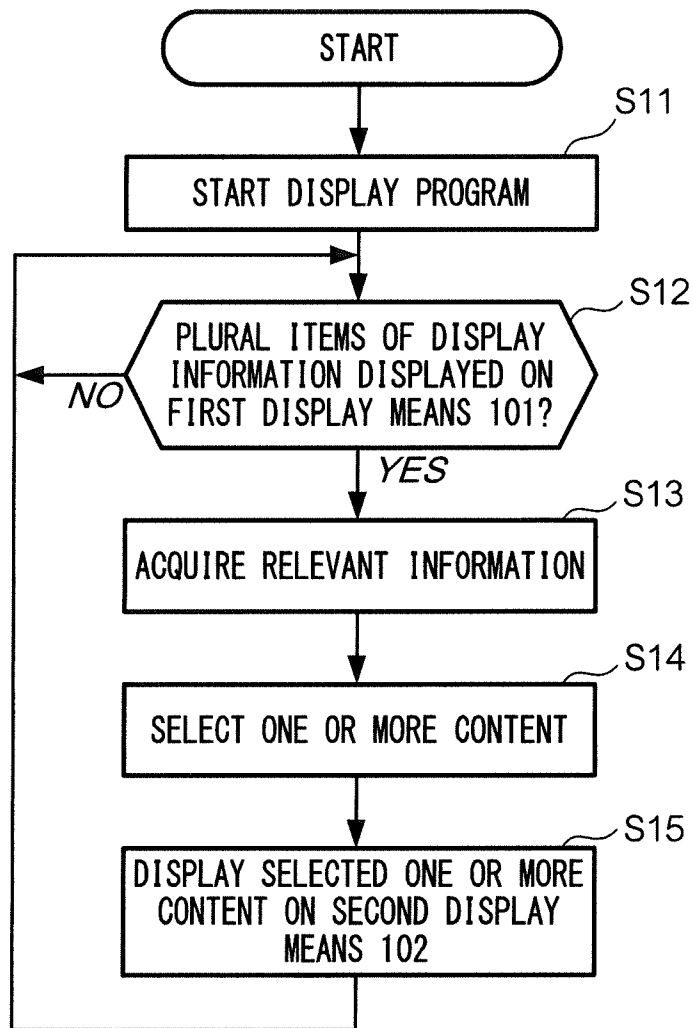 START
S11
START DISPLAY PROGRAM
S12
PLURAL ITEMS OF DISPLAY
INFORMATION DISPLAYED ON
FIRST DISPLAY MEANS 101?
NO
YES
S13
ACQUIRE RELEVANT INFORMATION
S14
SELECT ONE OR MORE CONTENT
S15
DISPLAY SELECTED ONE OR MORE
CONTENT ON SECOND DISPLAY
MEANS 102